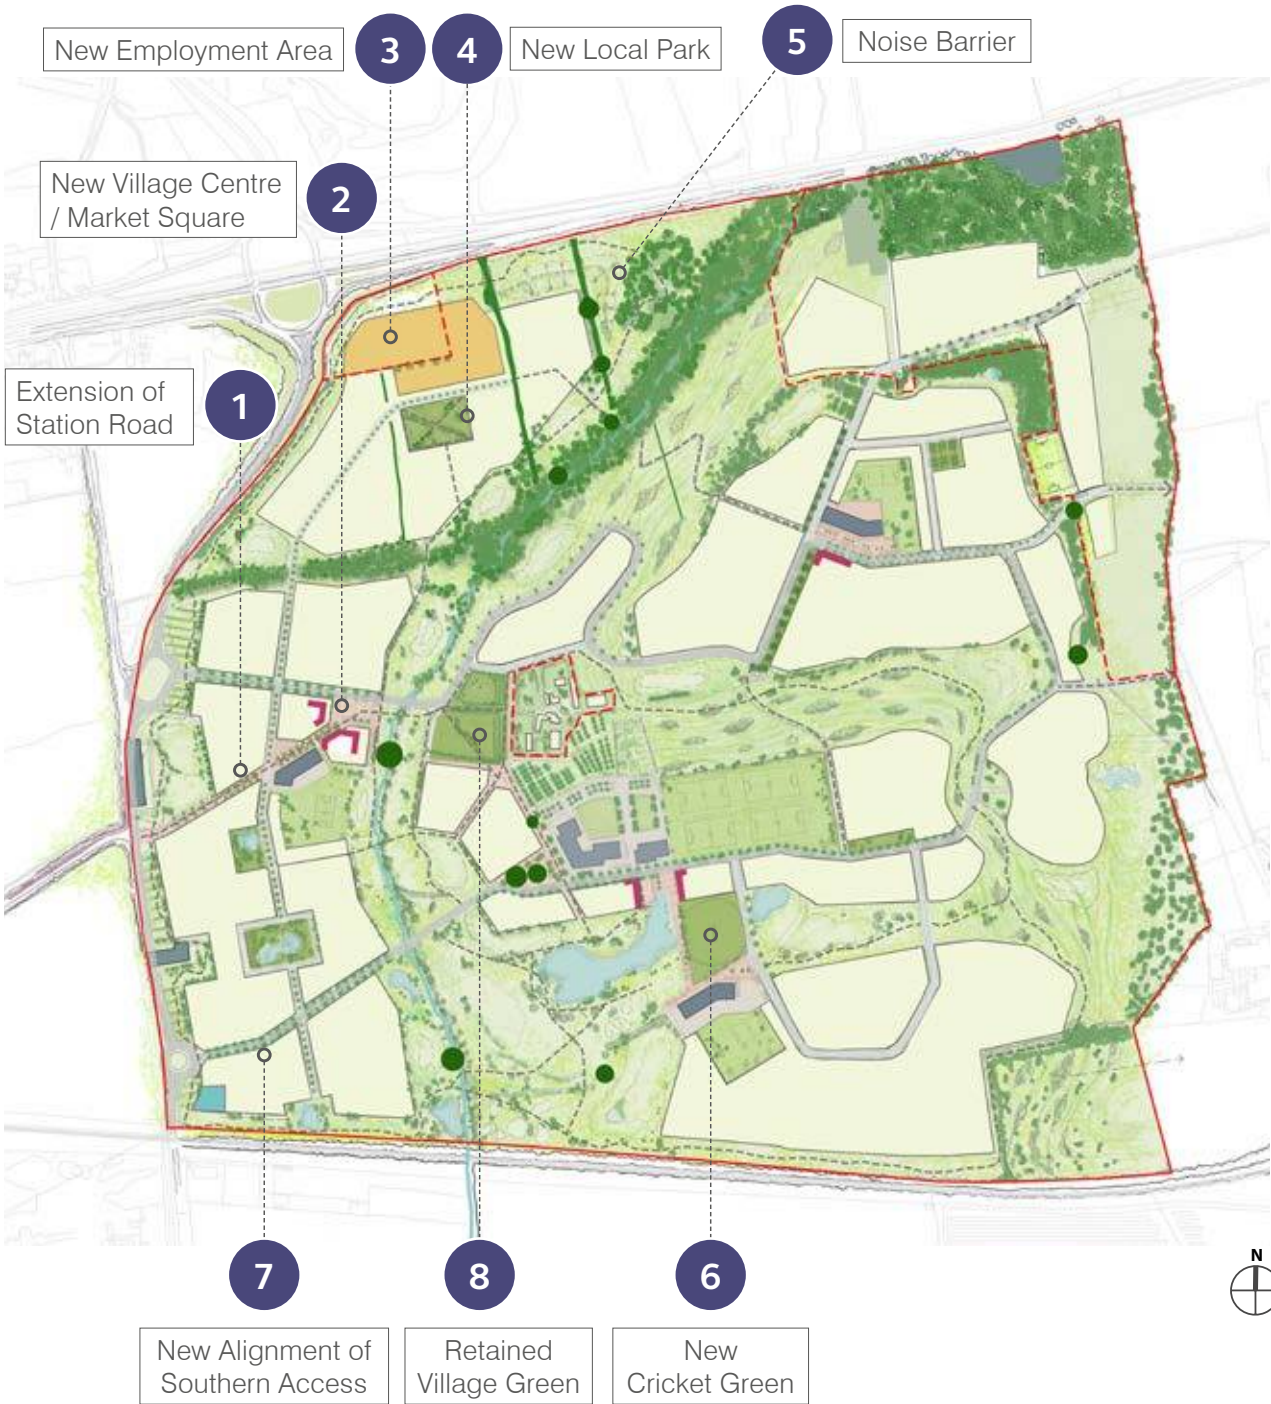 New Employment Area
3
4
New Local Park
5
Noise Barrier
New Village Centre
/ Market Square
2
Extension of
Station Road
1
N
7
8
6
New Alignment of
Southern Access
Retained
Village Green
New
Cricket Green